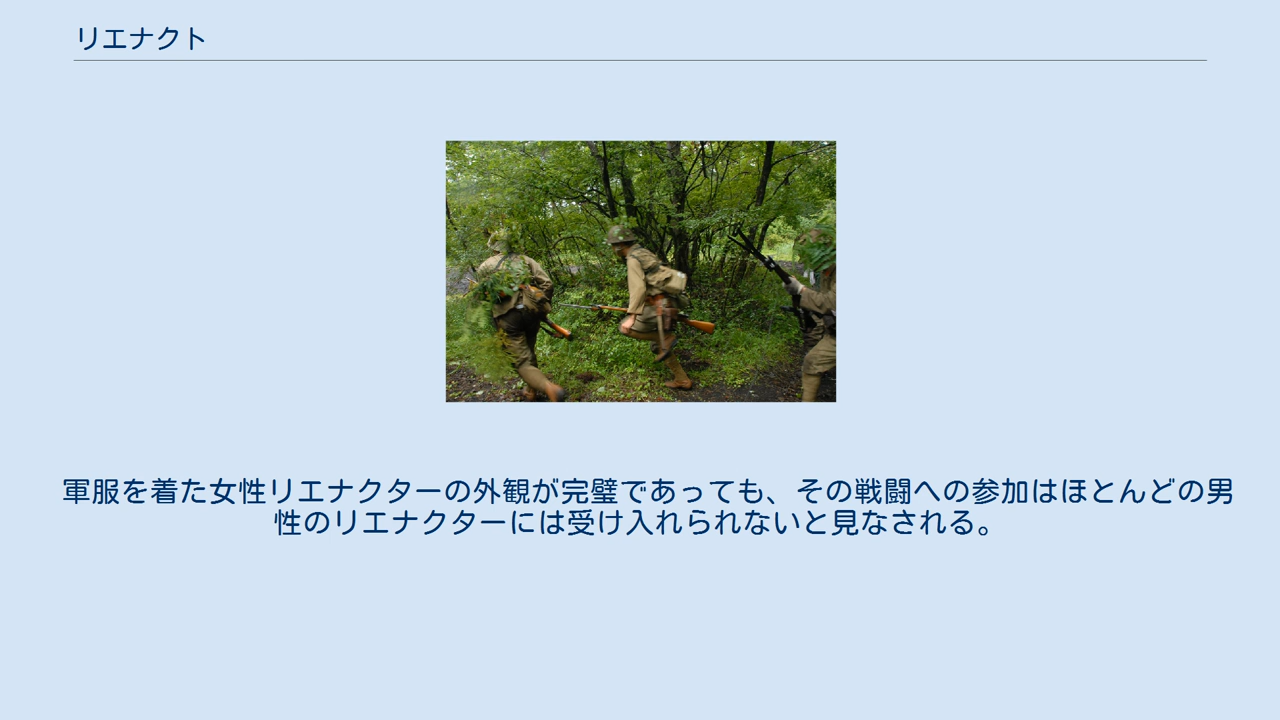 リエナクト
軍服を着た女性リエナクターの外観が完璧であっても、その戦闘への参加はほとんどの男
性のリエナクターには受け入れられないと見なされる。